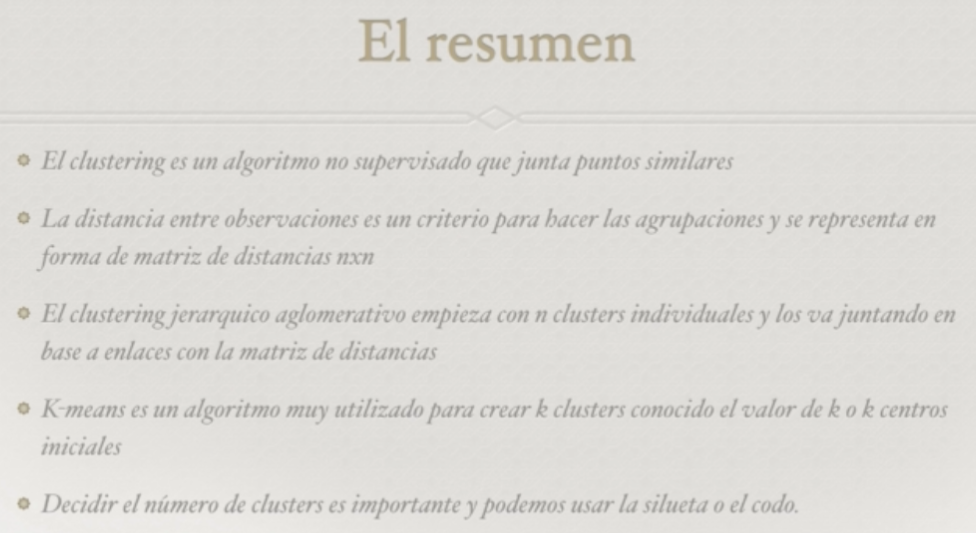 El resumen
El clustering es un algoritmo no supervisado que junta puntos similares
La distancia entre observaciones es un criterio para hacer las agrupaciones y se representa en
forma de matriz de distancias nxn
El clustering jerarquico aglomerativo empieza con n clusters individuales y los va juntando en
base a enlaces con la matriz de distancias
K-means es un algoritmo muy utilizado para crear k clusters conocido el valor de k o k centros
iniciales
Decidir el número de clusters es importante y podemos usar la silueta o el codo.